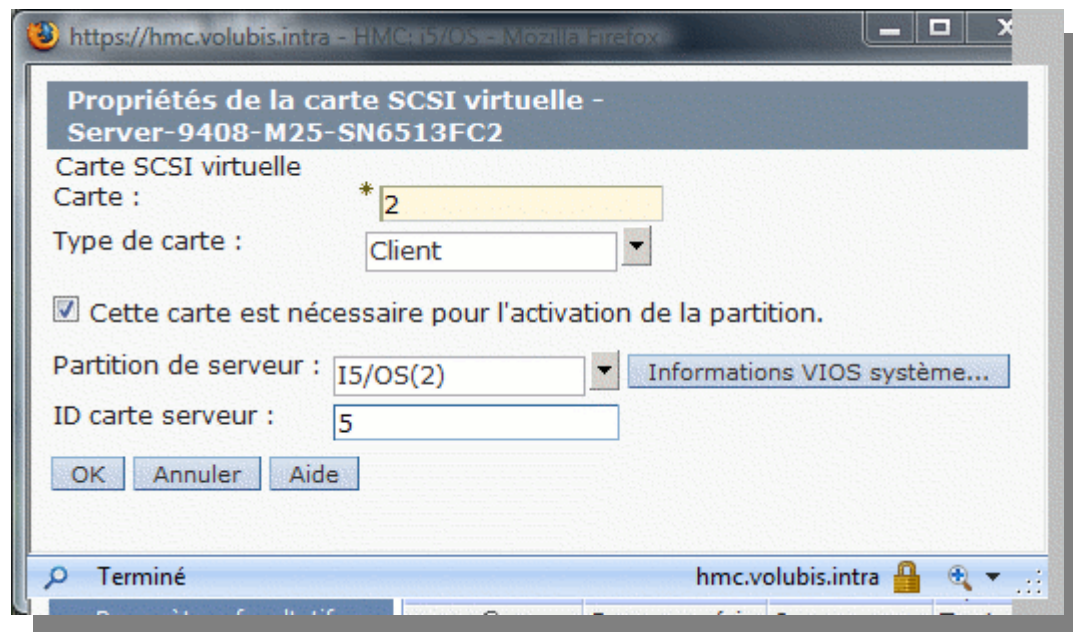 https://hmc.volubis.intra - HMC: i5/OS - Mozilla Firefox
Propriétés de la carte SCSI virtuelle -
Server-9408-M25-SN6513FC2
Carte SCSI virtuelle
Carte : * 2
Type de carte : Client
Cette carte est nécessaire pour l'activation de la partition.
Partition de serveur : I5/OS(2) Informations VIOS système...
ID carte serveur : 5
OK Annuler Aide
Terminé hmc.volubis.intra